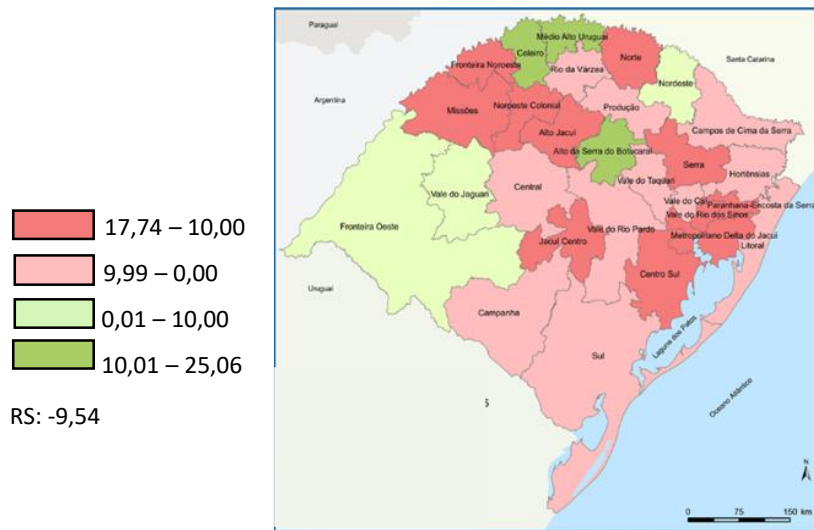 Paraguai
Médio Alto Uruguai
Celeiro
Norte
Santa Catarina
Fronteira Noroeste
Rio da Várzea
Nordeste
Argentina
Missões
Noroeste Colonial
Produção
Alto Jacuí
Campos de Cima da Serra
Alto da Serra do Botucaraí
Serra
Hortênsias
Vale do Jaguari
Central
Vale do Taquari
Vale do Caí
Paranhana-Encosta da Serra
Vale do Rio dos Sinos
Fronteira Oeste
Vale do Rio Pardo
Metropolitano Delta do Jacuí
Jacuí Centro
Litoral
Centro Sul
Uruguai
Campanha
Laguna dos Patos
Sul
Oceano Atlântico
N
0 75 150 km
17,74 – 10,00
9,99 – 0,00
0,01 – 10,00
10,01 – 25,06
RS: -9,54